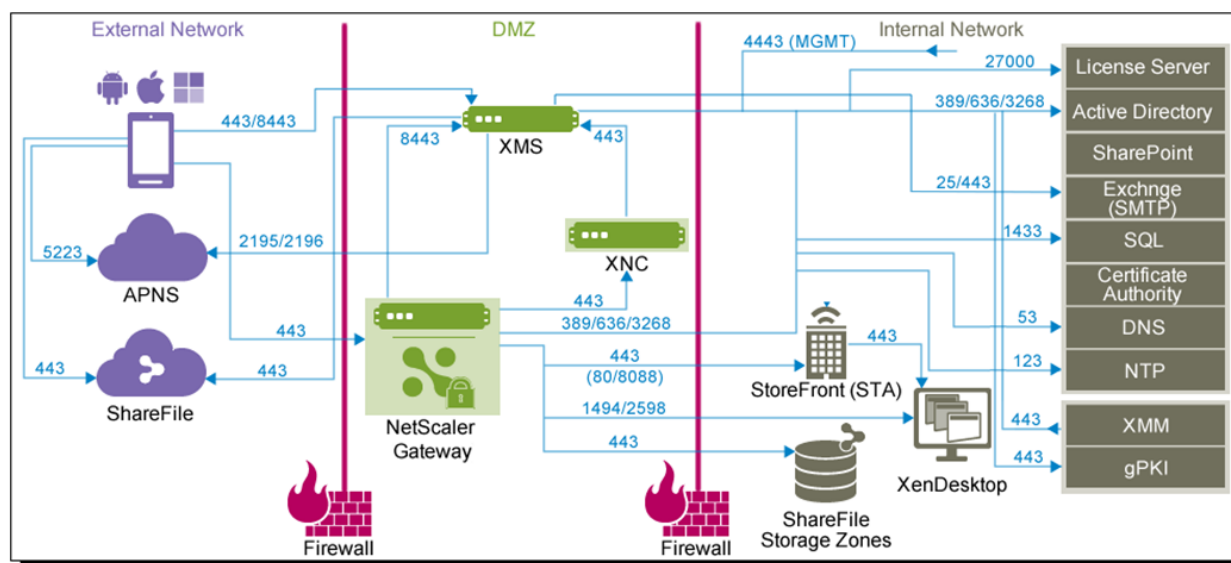 External Network
DMZ
Internal Network
4443 (MGMT)
27000
License Server
443/8443
389/636/3268
Active Directory
XMS
8443
443
SharePoint
25/443
Exchnge
(SMTP)
5223
2195/2196
1433
SQL
XNC
APNS
Certificate
Authority
443
389/636/3268
53
DNS
443
443
443
(80/8088)
123
NTP
443
443
StoreFront (STA)
ShareFile
NetScaler
Gateway
1494/2598
443
XMM
443
443
gPKI
XenDesktop
ShareFile
Storage Zones
Firewall
Firewall